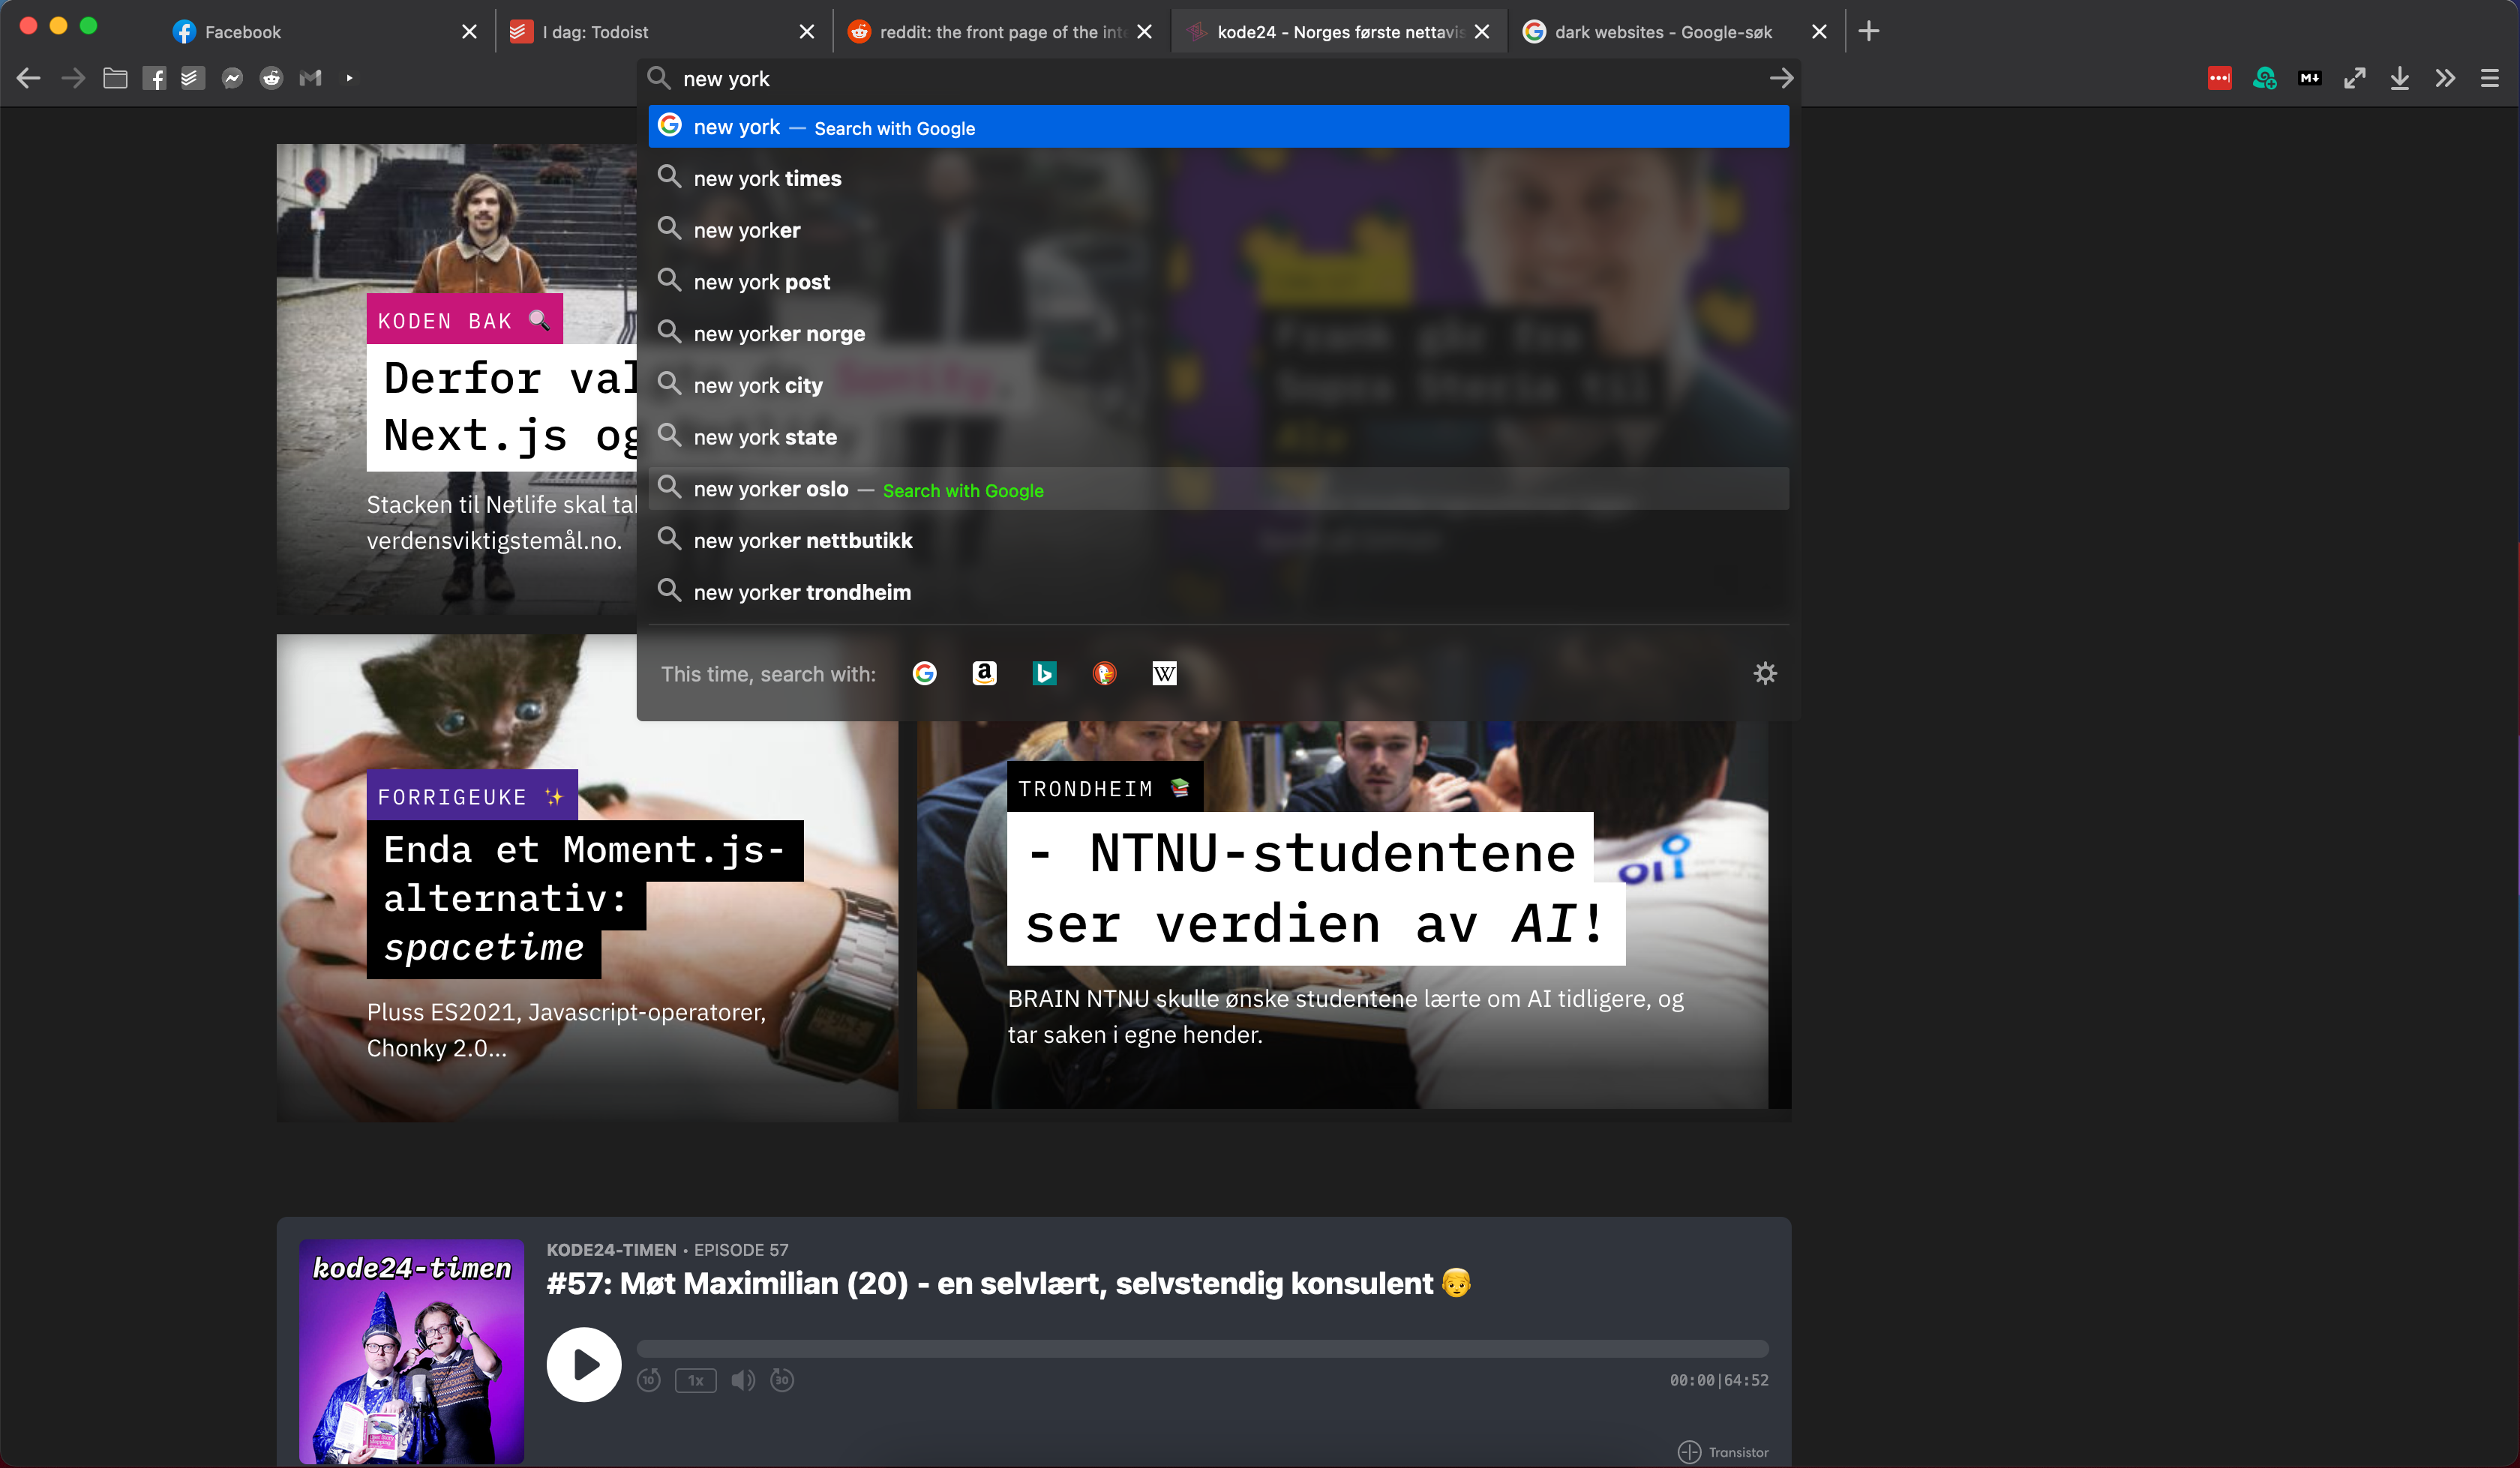 Facebook
I dag: Todoist
reddit: the front page of the inte
kode24 - Norges første nettavis
dark websites - Google-søk
new york
new york — Search with Google
new york times
new yorker
new york post
new yorker norge
new york city
new york state
new yorker oslo — Search with Google
new yorker nettbutikk
new yorker trondheim
This time, search with:
KODEN BAK
Derfor val
Next.js og
Stacken til Netlife skal tal
verdensviktigstemål.no.
FORRIGEUKE
Enda et Moment.js-
alternativ:
spacetime
Pluss ES2021, Javascript-operatorer,
Chonky 2.0...
TRONDHEIM
- NTNU-studentene
ser verdien av AI!
BRAIN NTNU skulle ønske studentene lærte om AI tidligere, og
tar saken i egne hender.
kode24-timen
KODE24-TIMEN • EPISODE 57
#57: Møt Maximilian (20) - en selvlært, selvstendig konsulent
10 1x 30
00:00|64:52
Transistor